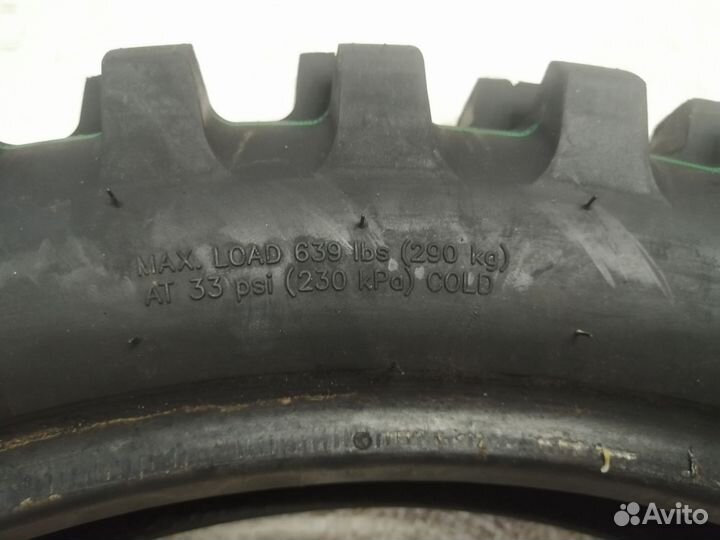 MAX. LOAD 639 lbs (290 kg)
AT 33 psi (230 kPa) COLD
Avito